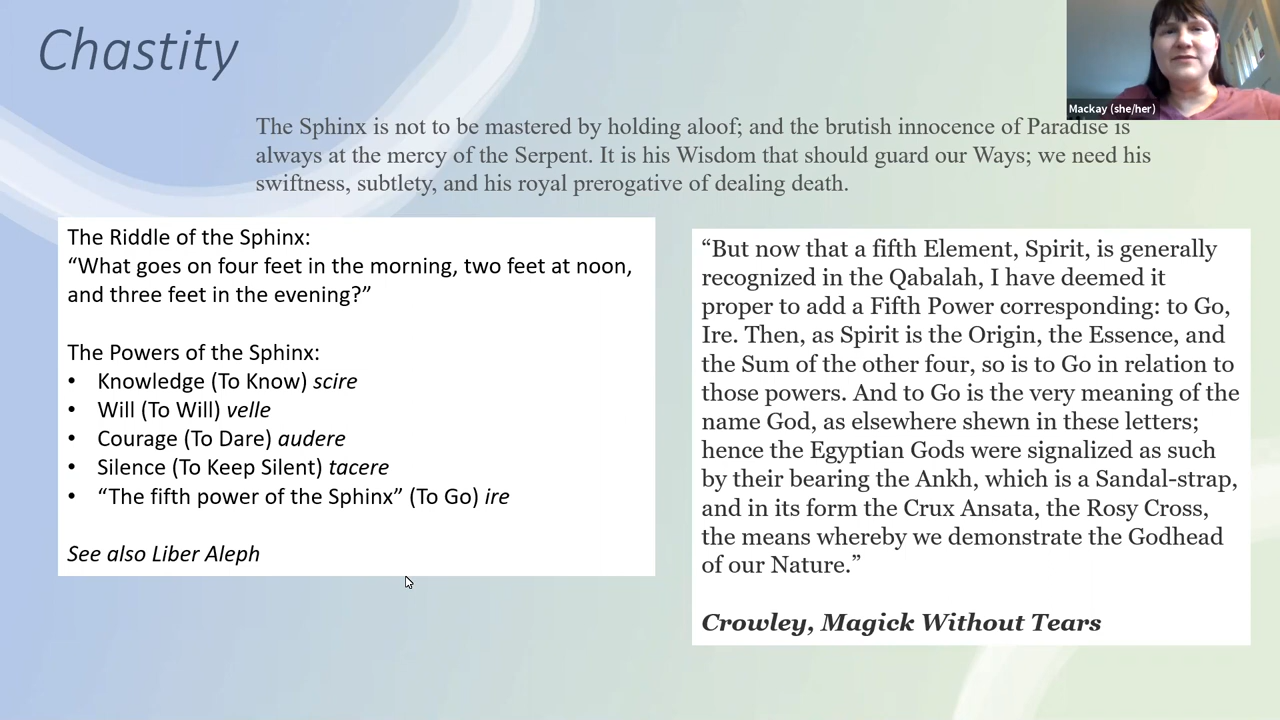 Chastity
Mackay (she/her)
The Sphinx is not to be mastered by holding aloof; and the brutish innocence of Paradise is
always at the mercy of the Serpent. It is his Wisdom that should guard our Ways; we need his
swiftness, subtlety, and his royal prerogative of dealing death.
The Riddle of the Sphinx:
“What goes on four feet in the morning, two feet at noon,
and three feet in the evening?”
The Powers of the Sphinx:
• Knowledge (To Know) scire
• Will (To Will) velle
• Courage (To Dare) audere
• Silence (To Keep Silent) tacere
• “The fifth power of the Sphinx” (To Go) ire
See also Liber Aleph
“But now that a fifth Element, Spirit, is generally
recognized in the Qabalah, I have deemed it
proper to add a Fifth Power corresponding: to Go,
Ire. Then, as Spirit is the Origin, the Essence, and
the Sum of the other four, so is to Go in relation to
those powers. And to Go is the very meaning of the
name God, as elsewhere shewn in these letters;
hence the Egyptian Gods were signalized as such
by their bearing the Ankh, which is a Sandal-strap,
and in its form the Crux Ansata, the Rosy Cross,
the means whereby we demonstrate the Godhead
of our Nature.”
Crowley, Magick Without Tears